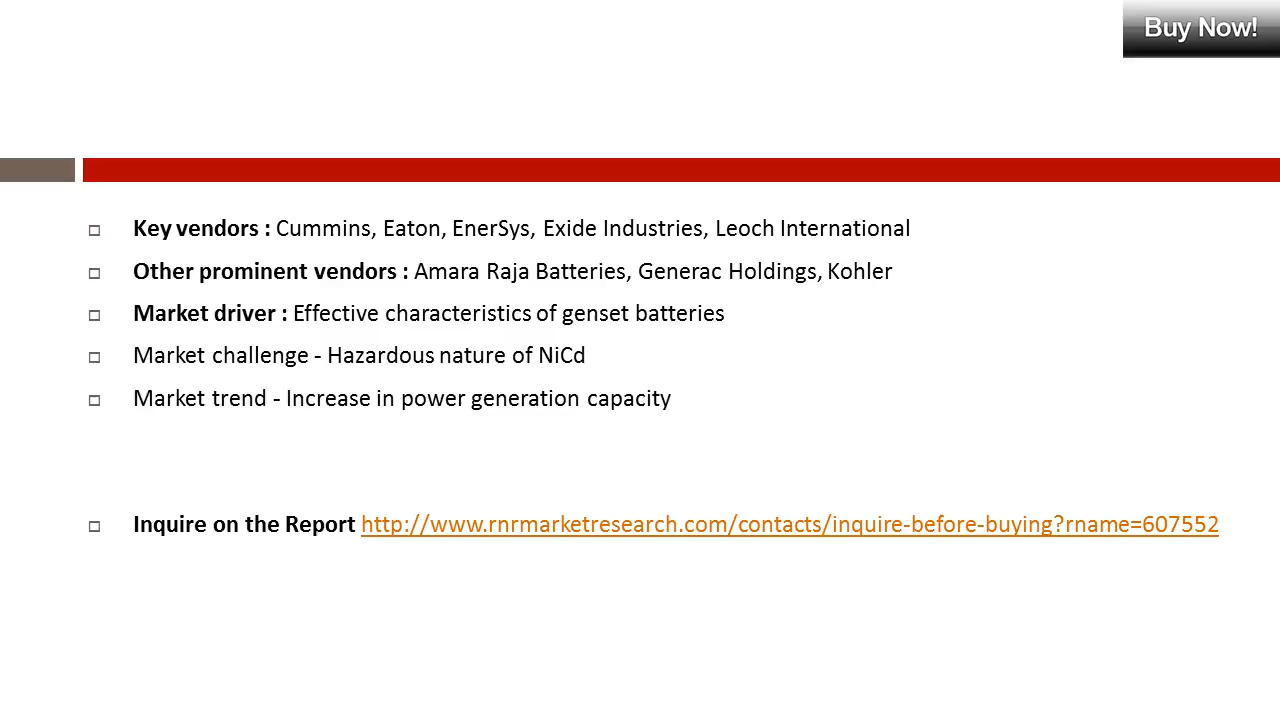 Buy Now!
Key vendors : Cummins, Eaton, EnerSys, Exide Industries, Leoch International
Other prominent vendors : Amara Raja Batteries, Generac Holdings, Kohler
Market driver : Effective characteristics of genset batteries
Market challenge - Hazardous nature of NiCd
Market trend - Increase in power generation capacity
Inquire on the Report http://www.rnrmarketresearch.com/contacts/inquire-before-buying?rname=607552